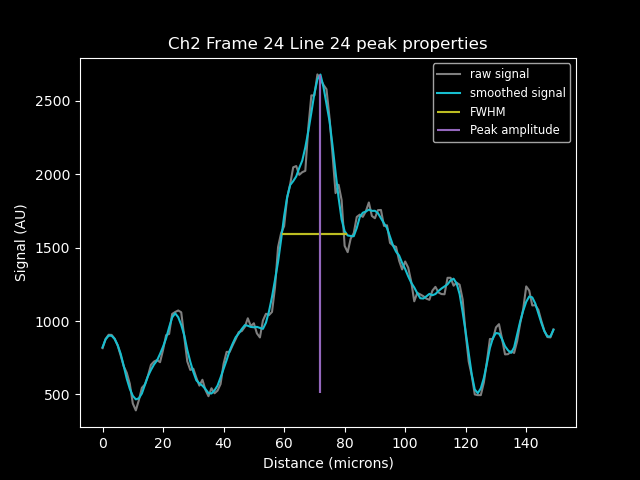 Ch2 Frame 24 Line 24 peak properties
raw signal
smoothed signal
FWHM
Peak amplitude
Signal (AU)
2500
2000
1500
1000
500
0 20 40 60 80 100 120 140
Distance (microns)